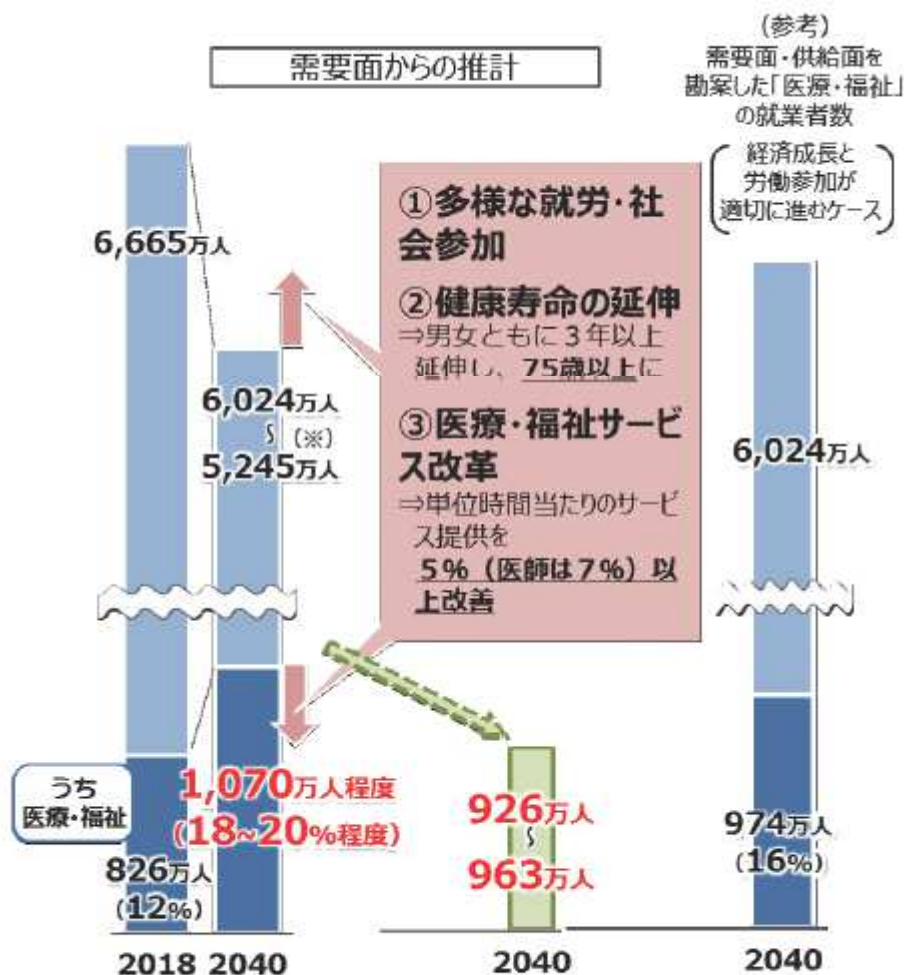 需要面からの推計
(参考)
需要面・供給面を
勘案した「医療・福祉」
の就業者数
経済成長と
労働参加が
適切に進むケース
6,665万人
6,024万人
~ (※)
5,245万人
うち
医療・福祉
826万人
(12%)
1,070万人程度
(18~20%程度)
2018 2040
①多様な就労・社
会参加
②健康寿命の延伸
⇒男女ともに3年以上
延伸し、75歳以上に
③医療・福祉サービ
ス改革
⇒単位時間当たりのサービ
ス提供を
5%(医師は7%)以
上改善
926万人
~
963万人
2040
6,024万人
974万人
(16%)
2040